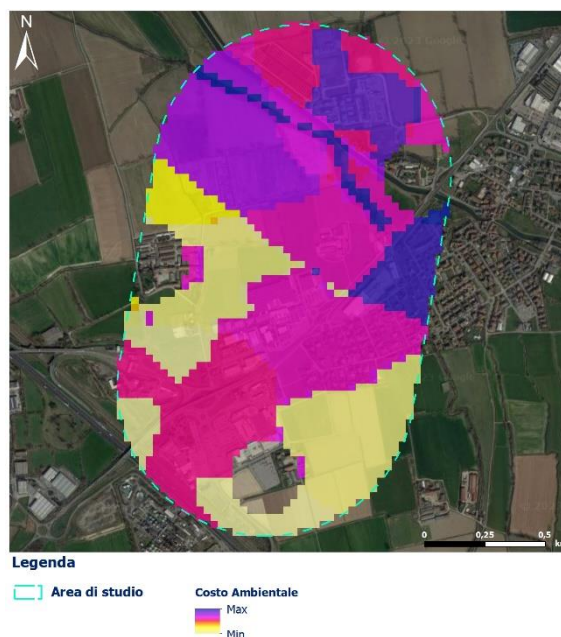 N
0 0,25 0,5
Legenda
Area di studio
Costo Ambientale
Max
Min